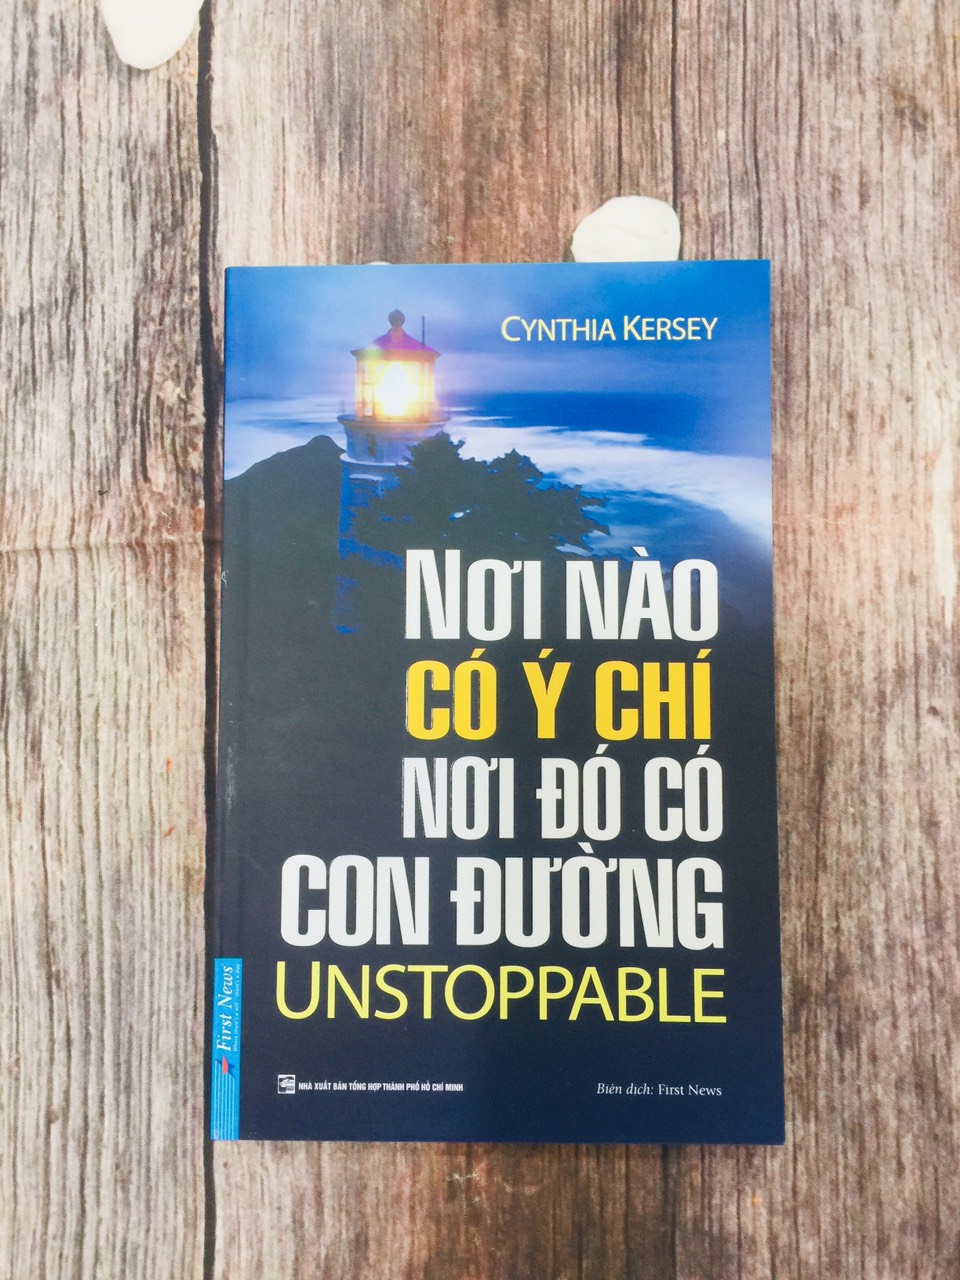 CYNTHIA KERSEY
NƠI NÀO
CÓ Ý CHÍ
NƠI ĐÓ CÓ
CON ĐƯỜNG
UNSTOPPABLE
First News
NHÀ XUẤT BẢN TỔNG HỢP THÀNH PHỐ HỒ CHÍ MINH
Biên dịch: First News